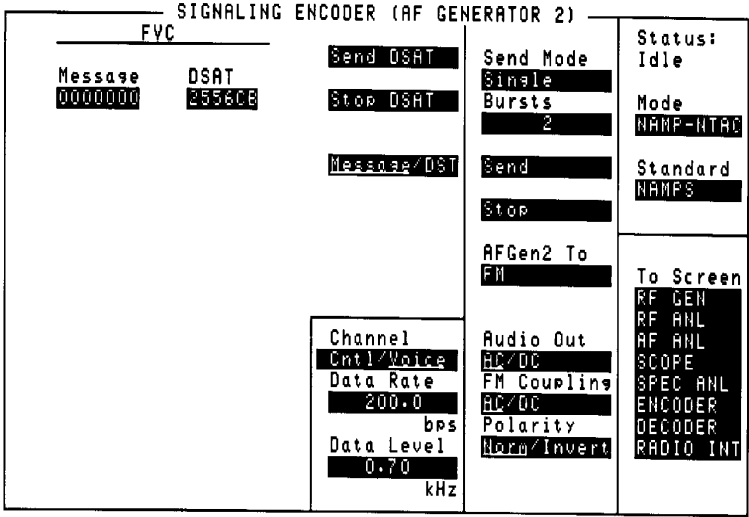 SIGNALING ENCODER (AF GENERATOR 2)
FVC
Message DSAT
0000000 2556CB
Send DSAT
Stop DSAT
Message/DST
Channel
Cntl/Voice
Data Rate
200.0
bps
Data Level
0.70
kHz
Send Mode
Single
Bursts
2
Send
Stop
AFGen2 To
FM
Audio Out
AC/DC
FM Coupling
AC/DC
Polarity
Norm/Invert
Status:
Idle
Mode
NAMP-NTAC
Standard
NAMPS
To Screen
RF GEN
RF ANL
AF ANL
SCOPE
SPEC ANL
ENCODER
DECODER
RADIO INT